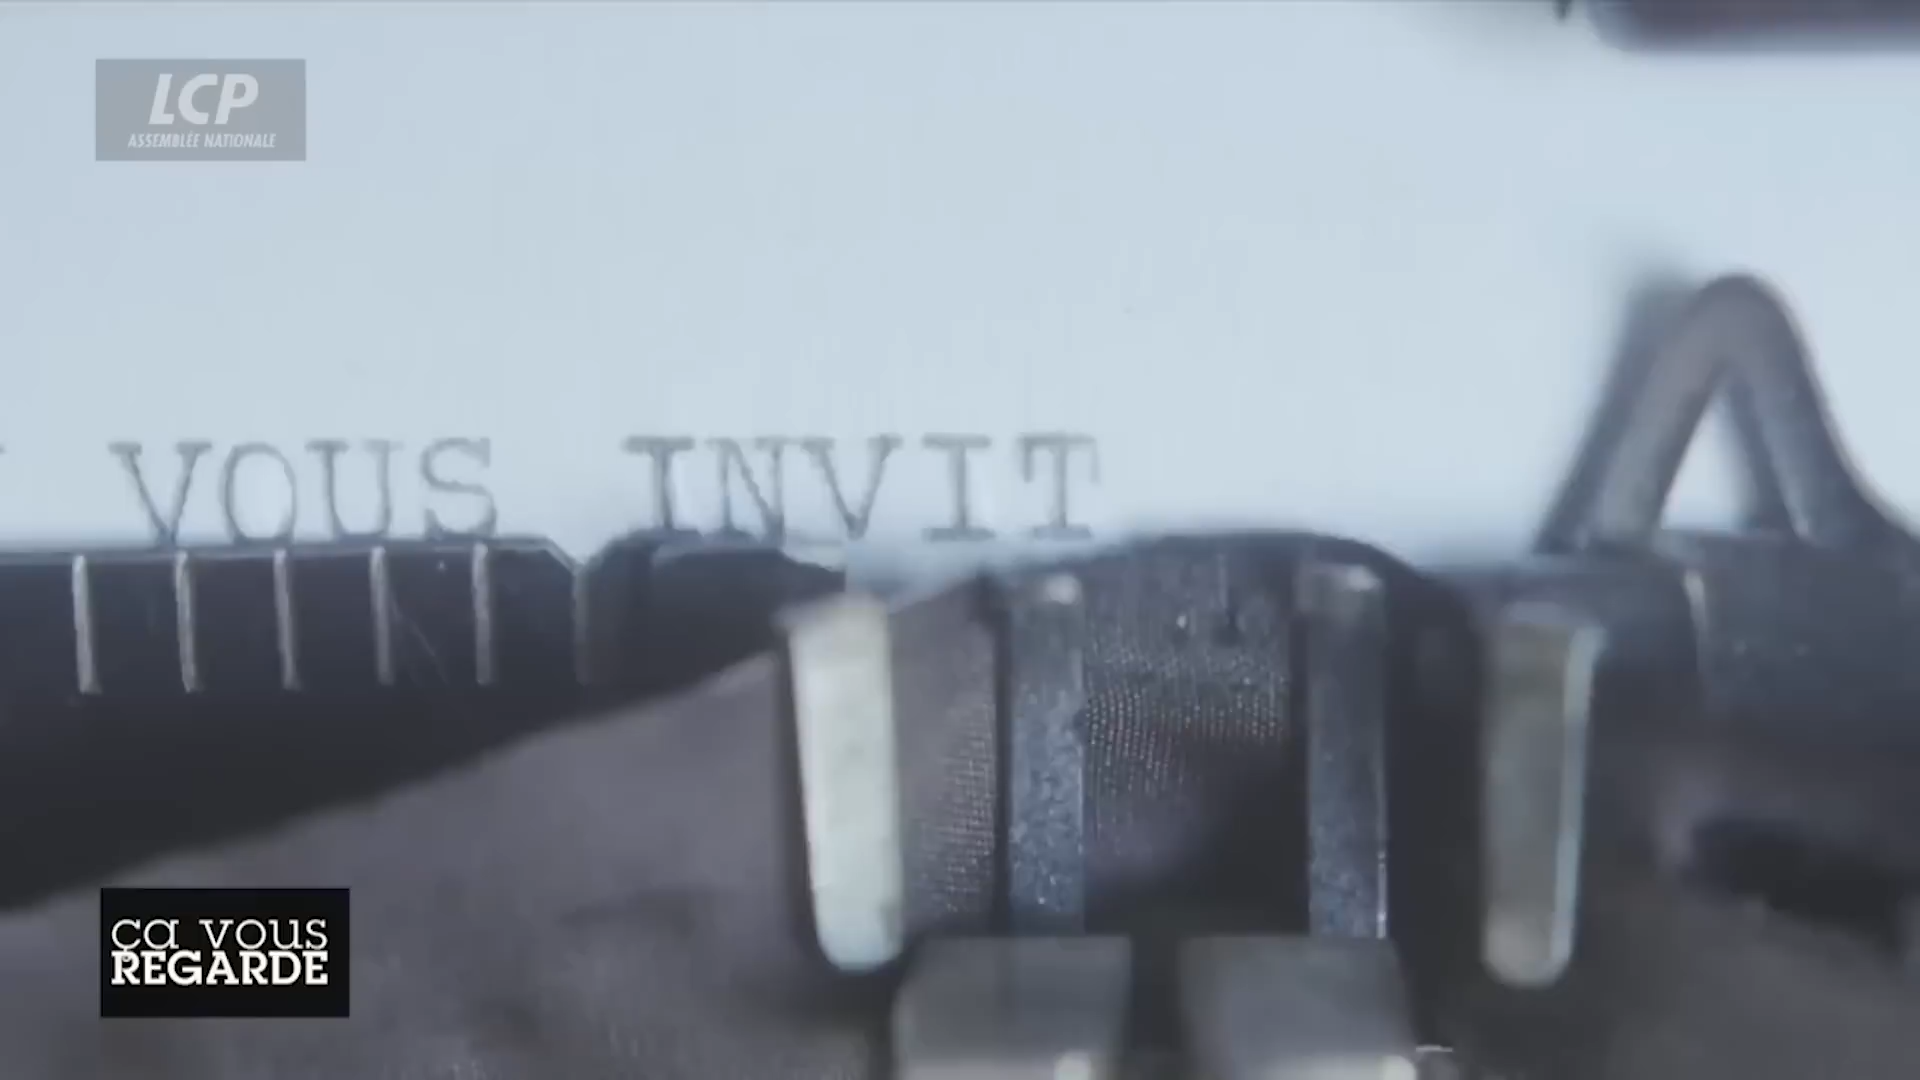 LCP
ASSEMBLÉE NATIONALE
VOUS INVIT
ça vous
REGARDE